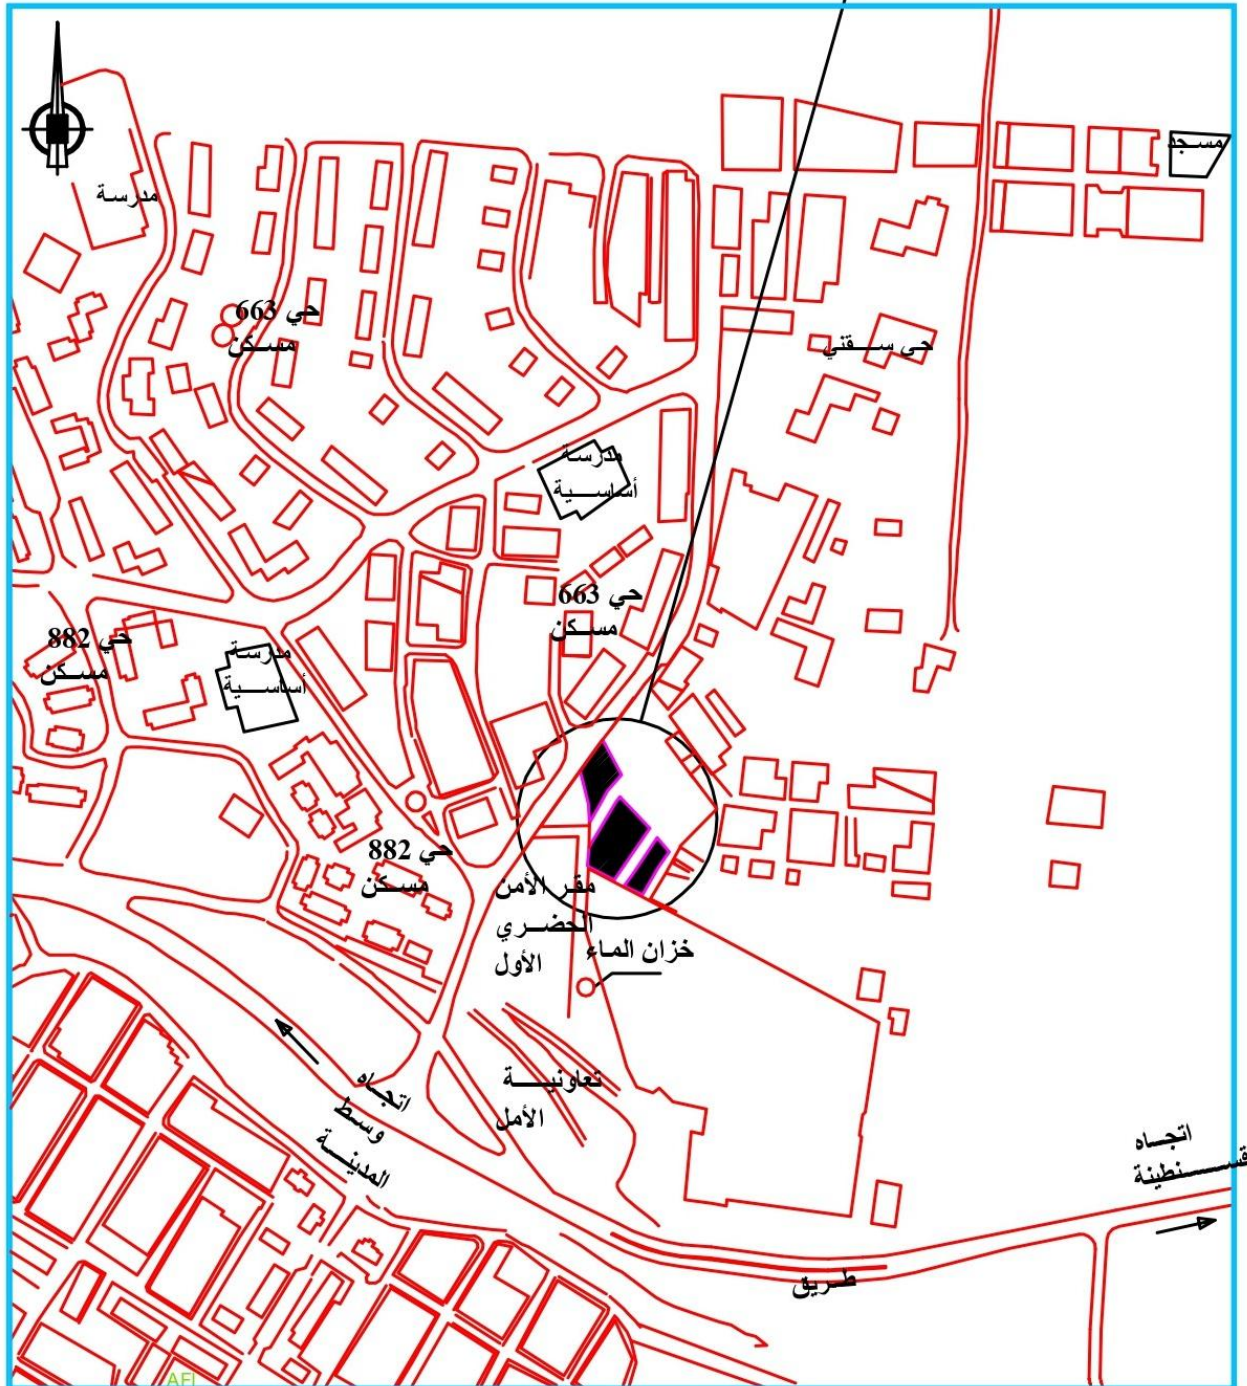 مسجد
مدرسة
حي 663
مسكن
حي سقني
مدرسة
أساسية
حي 663
مسكن
حي 882
مسكن
مدرسة
أساسية
حي 882
مسكن
مقر الأمن
الحضري
الأول
خزان الماء
تعاونية
الأمل
اتجاه
وسط
المدينة
اتجاه
قسنطينة
طريق
AFI